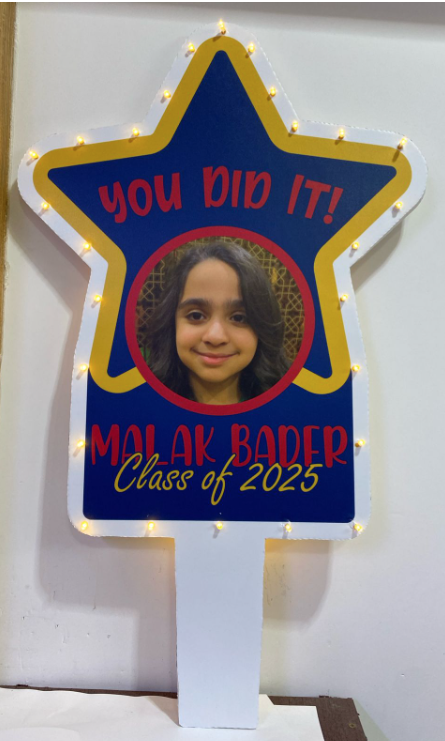 YOU DID IT!
MALAK BADER
Class of 2025